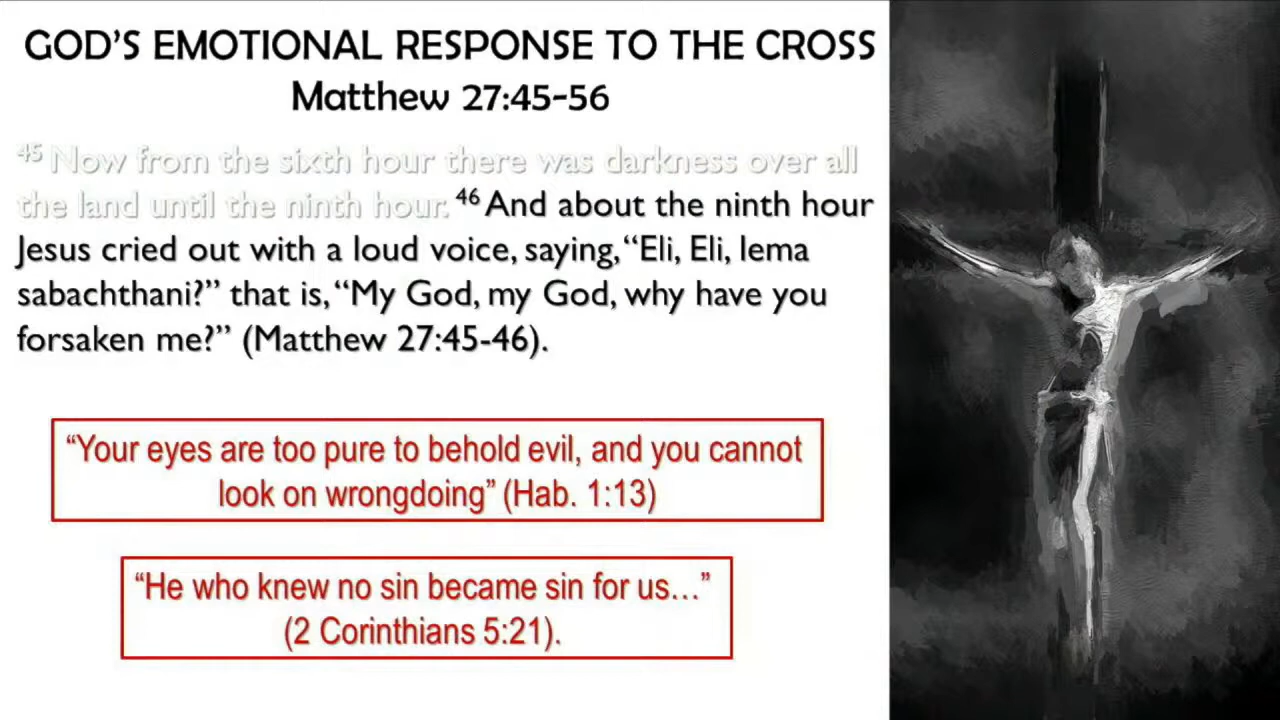 GOD'S EMOTIONAL RESPONSE TO THE CROSS
Matthew 27:45-56
45 Now from the sixth hour there was darkness over all
the land until the ninth hour. 46 And about the ninth hour
Jesus cried out with a loud voice, saying, “Eli, Eli, lema
sabachthani?” that is, “My God, my God, why have you
forsaken me?” (Matthew 27:45-46).
“Your eyes are too pure to behold evil, and you cannot
look on wrongdoing” (Hab. 1:13)
“He who knew no sin became sin for us…”
(2 Corinthians 5:21).